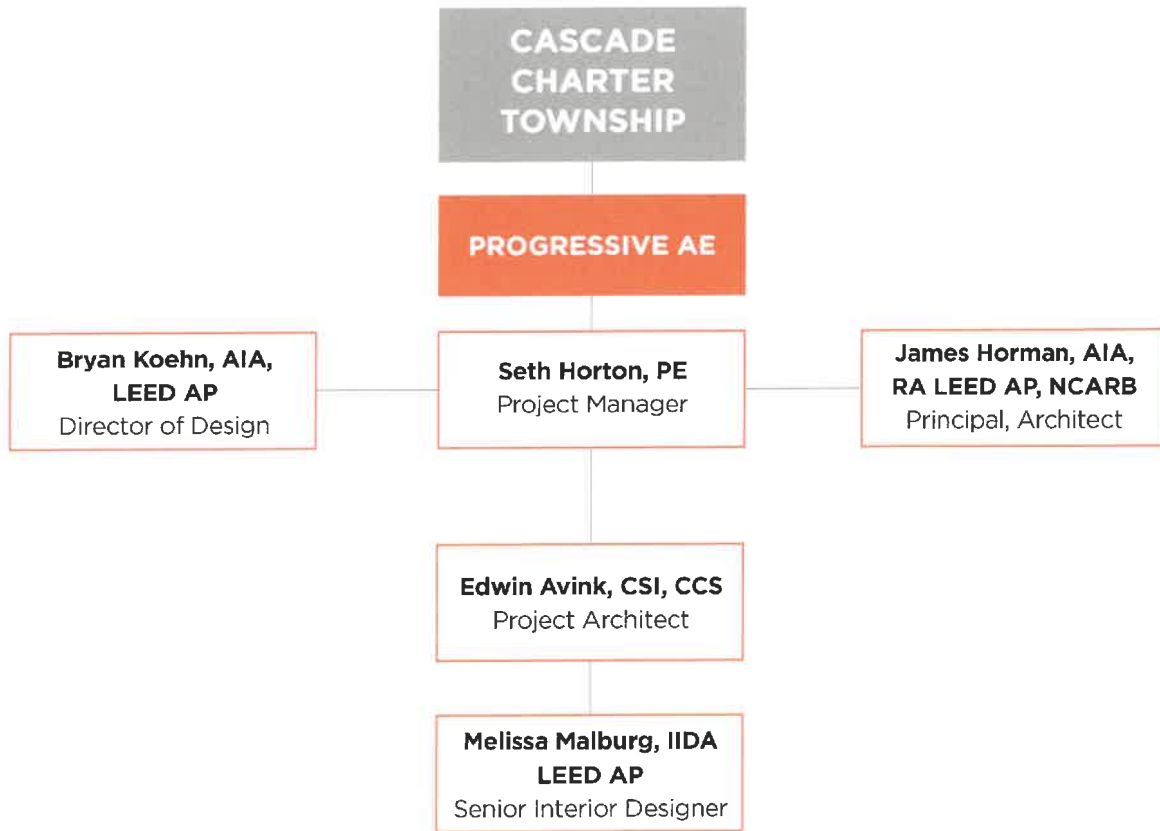 CASCADE
CHARTER
TOWNSHIP
PROGRESSIVE AE
Bryan Koehn, AIA,
LEED AP
Director of Design
Seth Horton, PE
Project Manager
James Horman, AIA,
RA LEED AP, NCARB
Principal, Architect
Edwin Avink, CSI, CCS
Project Architect
Melissa Malburg, IIDA
LEED AP
Senior Interior Designer